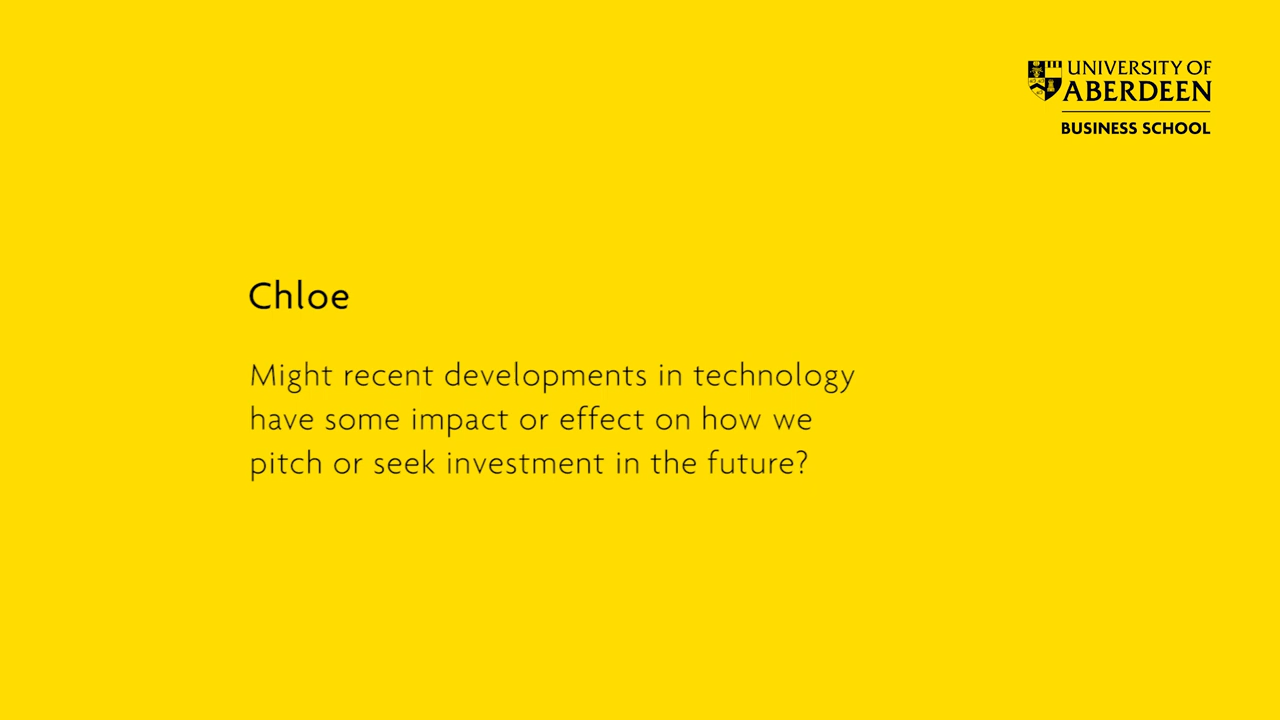 UNIVERSITY OF
ABERDEEN
BUSINESS SCHOOL
Chloe
Might recent developments in technology
have some impact or effect on how we
pitch or seek investment in the future?